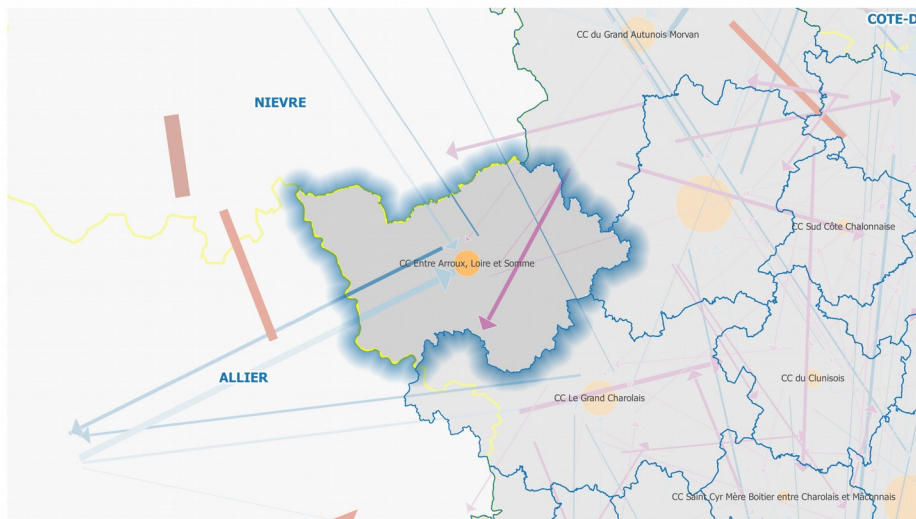 COTE-D
CC du Grand Autunois Morvan
NIEVRE
CC Sud Côte Chalonnaise
CC Entre Arroux, Loire et Somme
ALLIER
CC du Clunisois
CC Le Grand Charolais
CC Saint Cyr Mère Boitier entre Charolais et Mâconnais